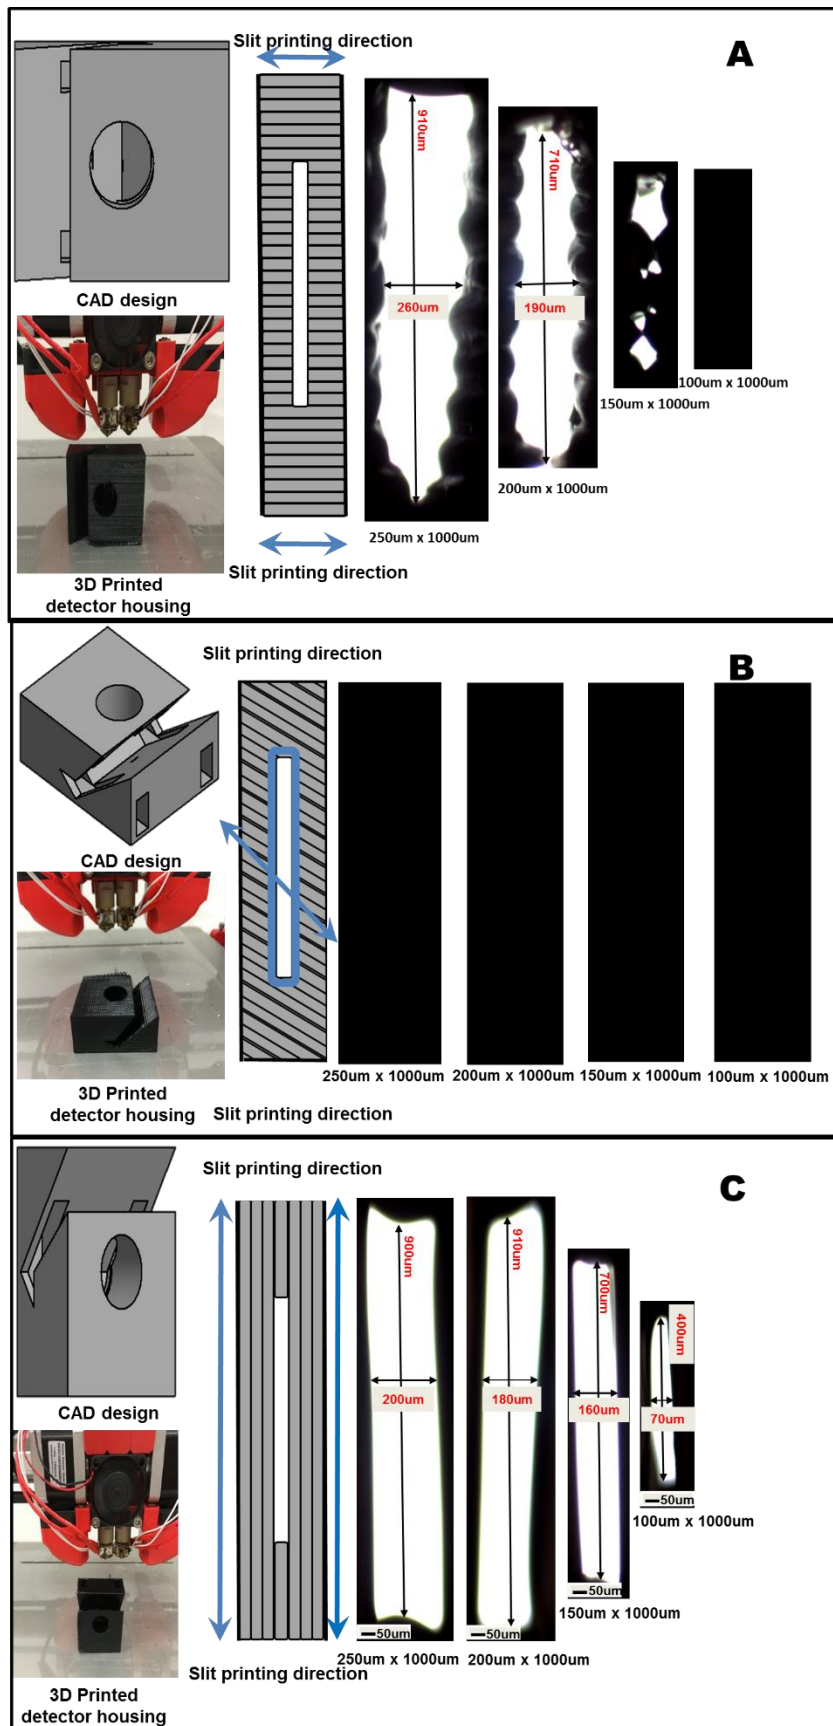 A
Slit printing direction
CAD design
3D Printed
detector housing
Slit printing direction
910um
260um
250um x 1000um
710um
190um
200um x 1000um
150um x 1000um
100um x 1000um
B
Slit printing direction
CAD design
3D Printed
detector housing
Slit printing direction
250um x 1000um
200um x 1000um
150um x 1000um
100um x 1000um
C
Slit printing direction
CAD design
3D Printed
detector housing
Slit printing direction
900um
200um
50um
250um x 1000um
910um
180um
50um
200um x 1000um
700um
160um
50um
150um x 1000um
400um
70um
50um
100um x 1000um